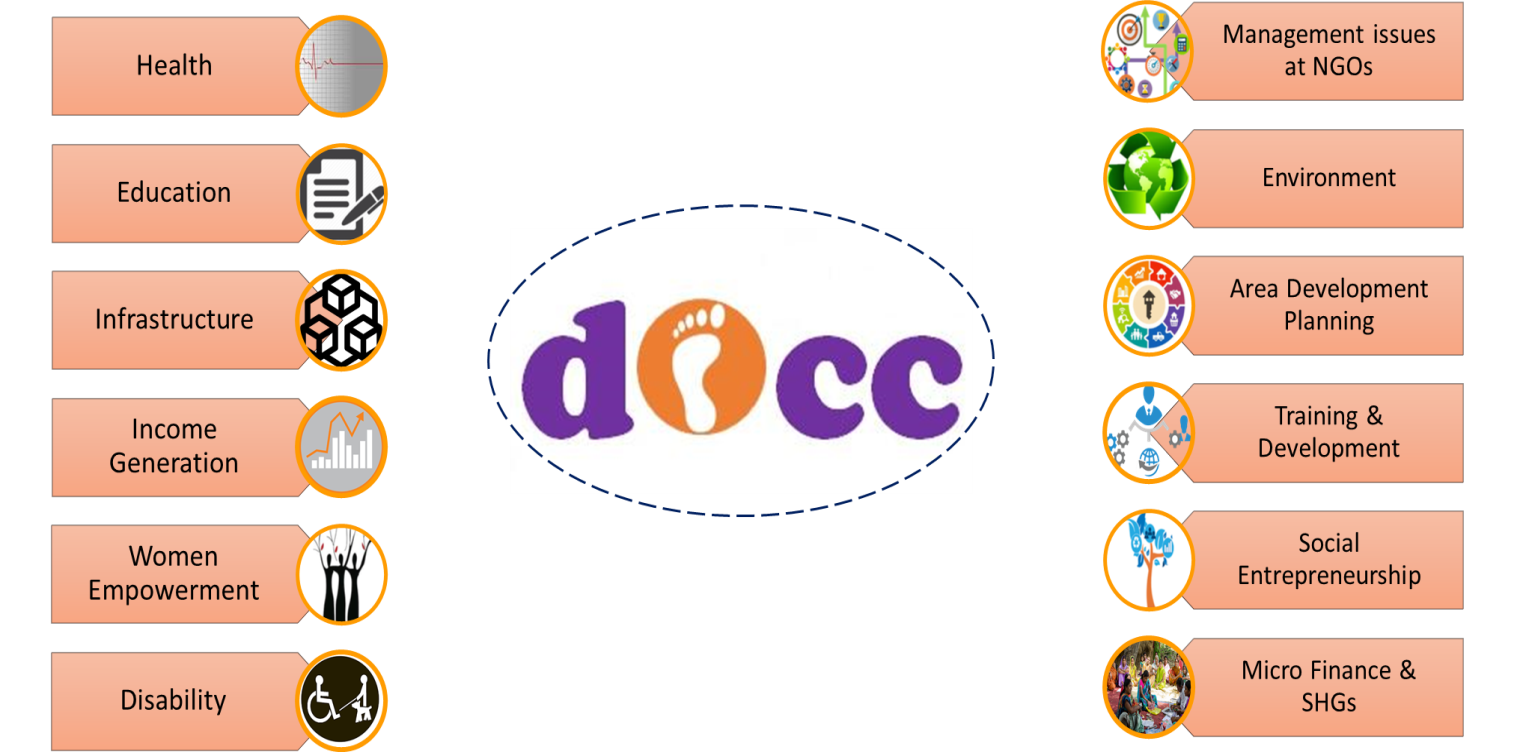 Health
Education
Infrastructure
Income
Generation
Women
Empowerment
Disability
docc
Management issues
at NGOs
Environment
Area Development
Planning
Training &
Development
Social
Entrepreneurship
Micro Finance &
SHGs